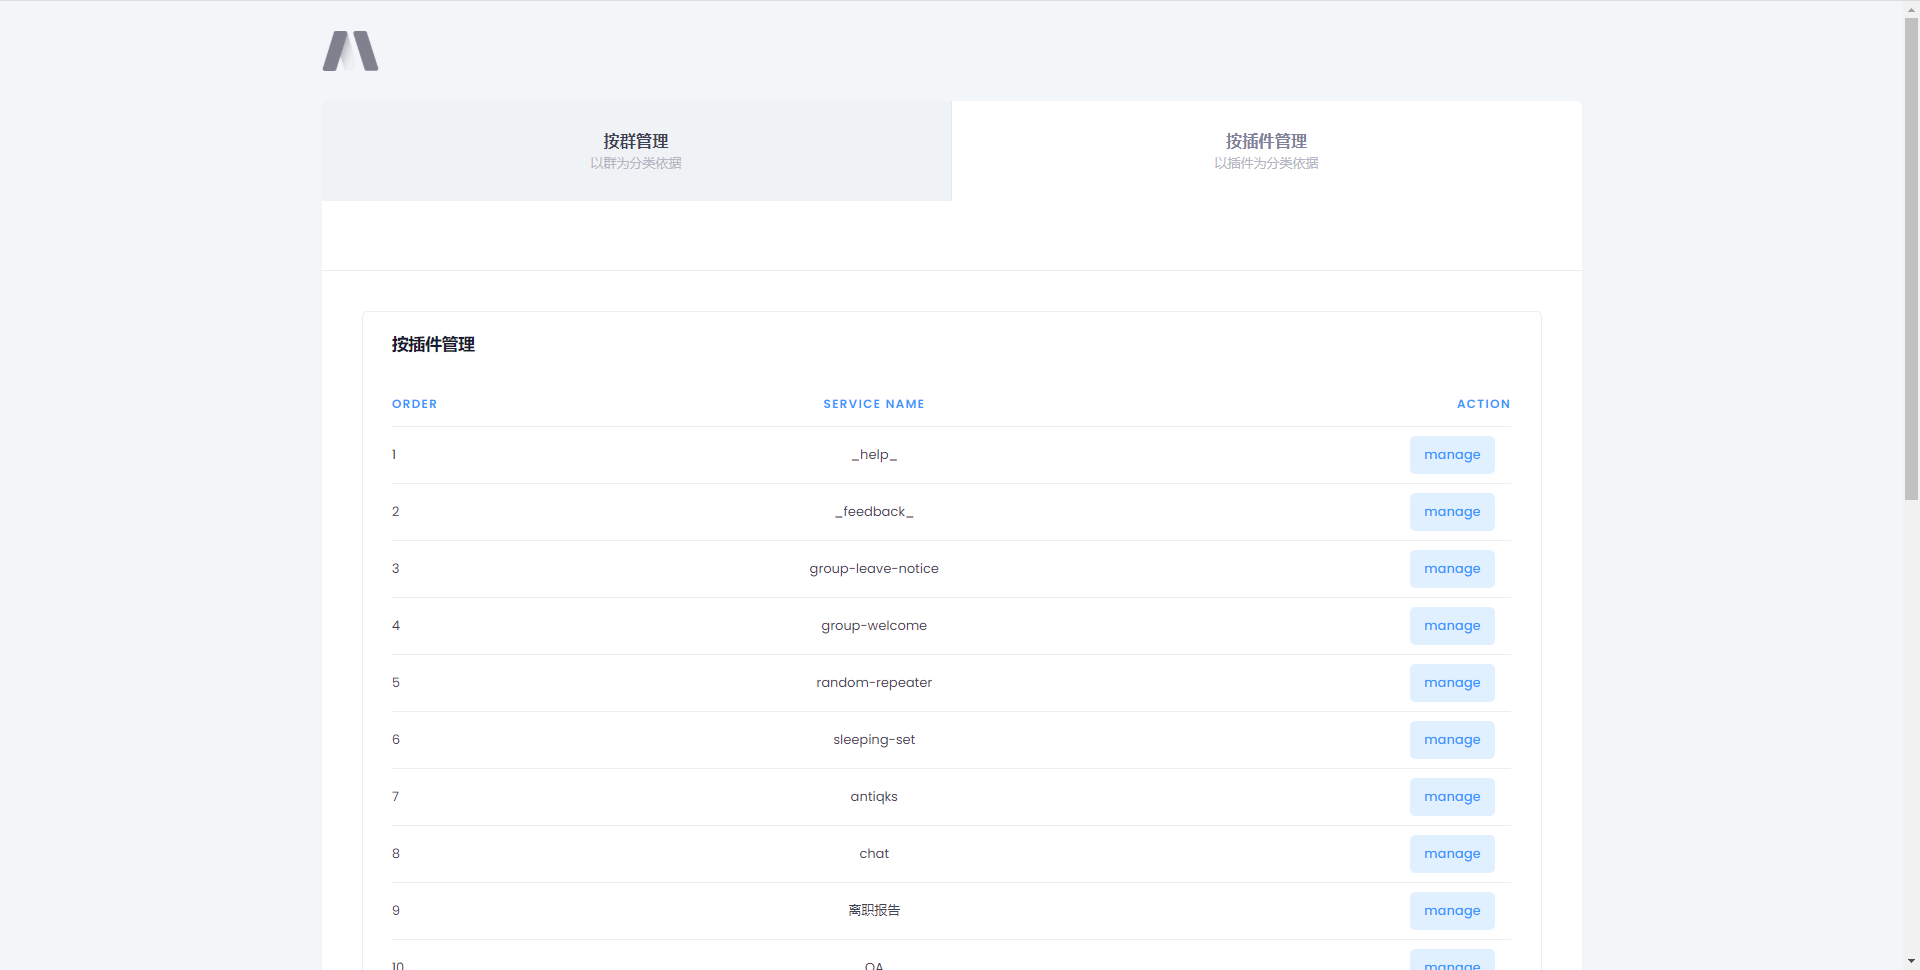 按群管理
以群为分类依据
按插件管理
以插件为分类依据
按插件管理
ORDER SERVICE NAME ACTION
1 _help_ manage
2 _feedback_ manage
3 group-leave-notice manage
4 group-welcome manage
5 random-repeater manage
6 sleeping-set manage
7 antiqks manage
8 chat manage
9 离职报告 manage
10 QA manage